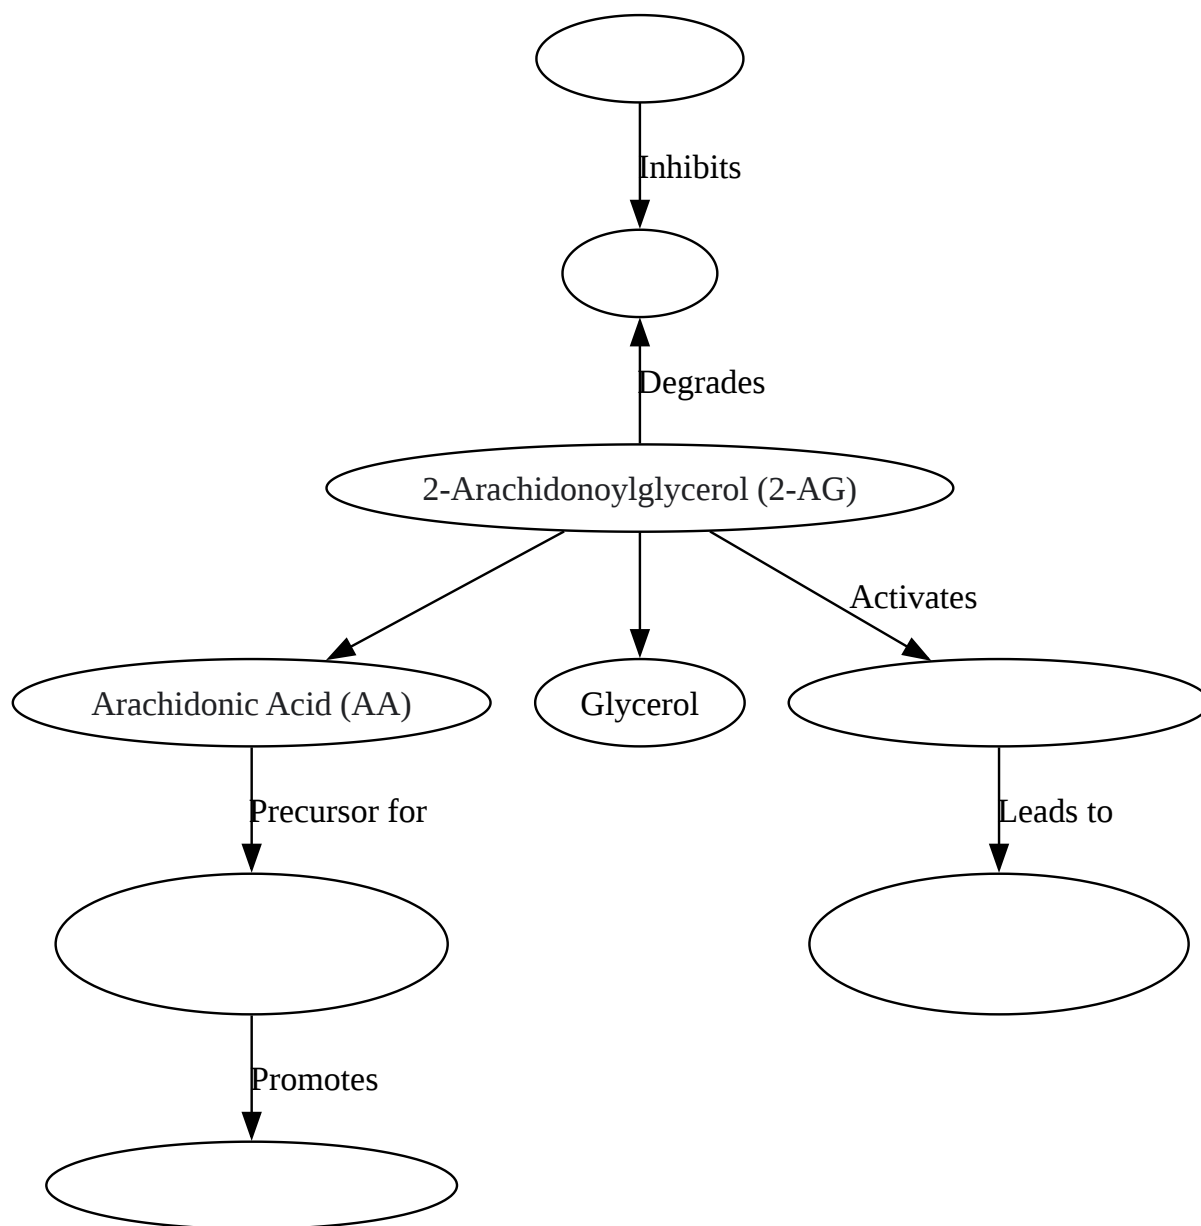 Inhibits
Degrades
2-Arachidonoylglycerol (2-AG)
Activates
Arachidonic Acid (AA)
Glycerol
Precursor for
Leads to
Promotes